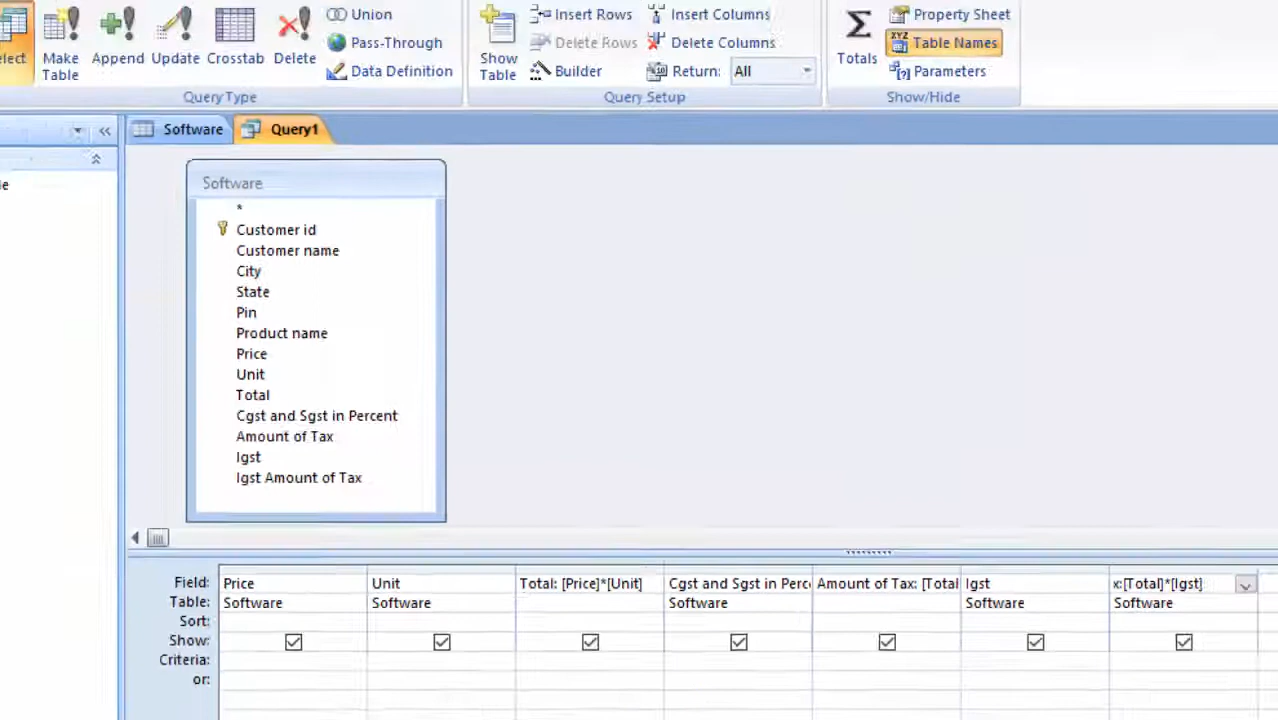 elect
Make Table
Append
Update
Crosstab
Delete
Union
Pass-Through
Data Definition
Query Type
Show Table
Insert Rows
Delete Rows
Builder
Insert Columns
Delete Columns
Return: All
Query Setup
Totals
Property Sheet
Table Names
Parameters
Show/Hide
Software
Query1
Software
*
Customer id
Customer name
City
State
Pin
Product name
Price
Unit
Total
Cgst and Sgst in Percent
Amount of Tax
Igst
Igst Amount of Tax
Field: Price Unit Total: [Price]*[Unit] Cgst and Sgst in Perc Amount of Tax: [Total Igst x:[Total]*[Igst]
Table: Software Software Software Software Software
Sort:
Show:
Criteria:
or: